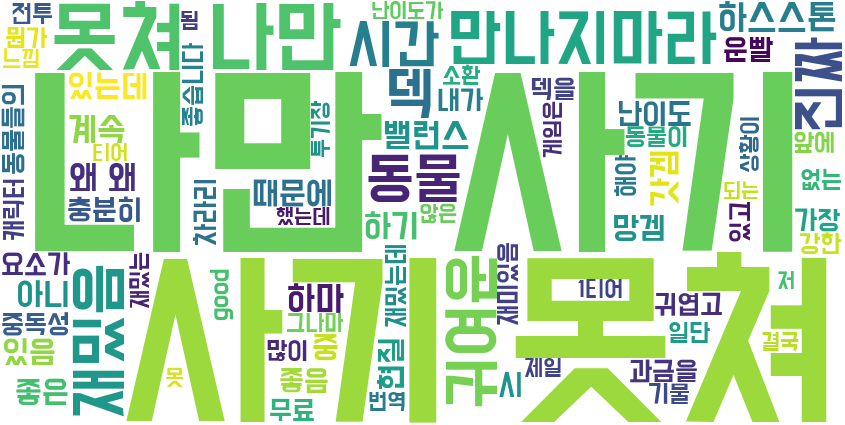 전투
뭔가
느낌
못쳐
나만
됨
난이도가
시간
만나지마라
하스스톤
운빨
진짜
있는데
좋습니다
투기장
덱
소환
내가
덱을
난이도
게임은
동물이
상황이
앞에
캐릭터
동물들의
계속
티어
왜 왜
충분히
차라리
때문에
했는데
나만 사기
밸런스
동물
하기
않은
해야
갓겜
망겜
되는
있고
없는
가장
강한
요소가
아니
중독성
있음
좋은
재밌는
재밌음
good
사기 못쳐
못
하마
그나마
많이
중
좋음
무료
재밌는데
현질
번역
귀여운
재미있음
시
1티어
제일
귀엽고
일단
과금을
기물
저
결국